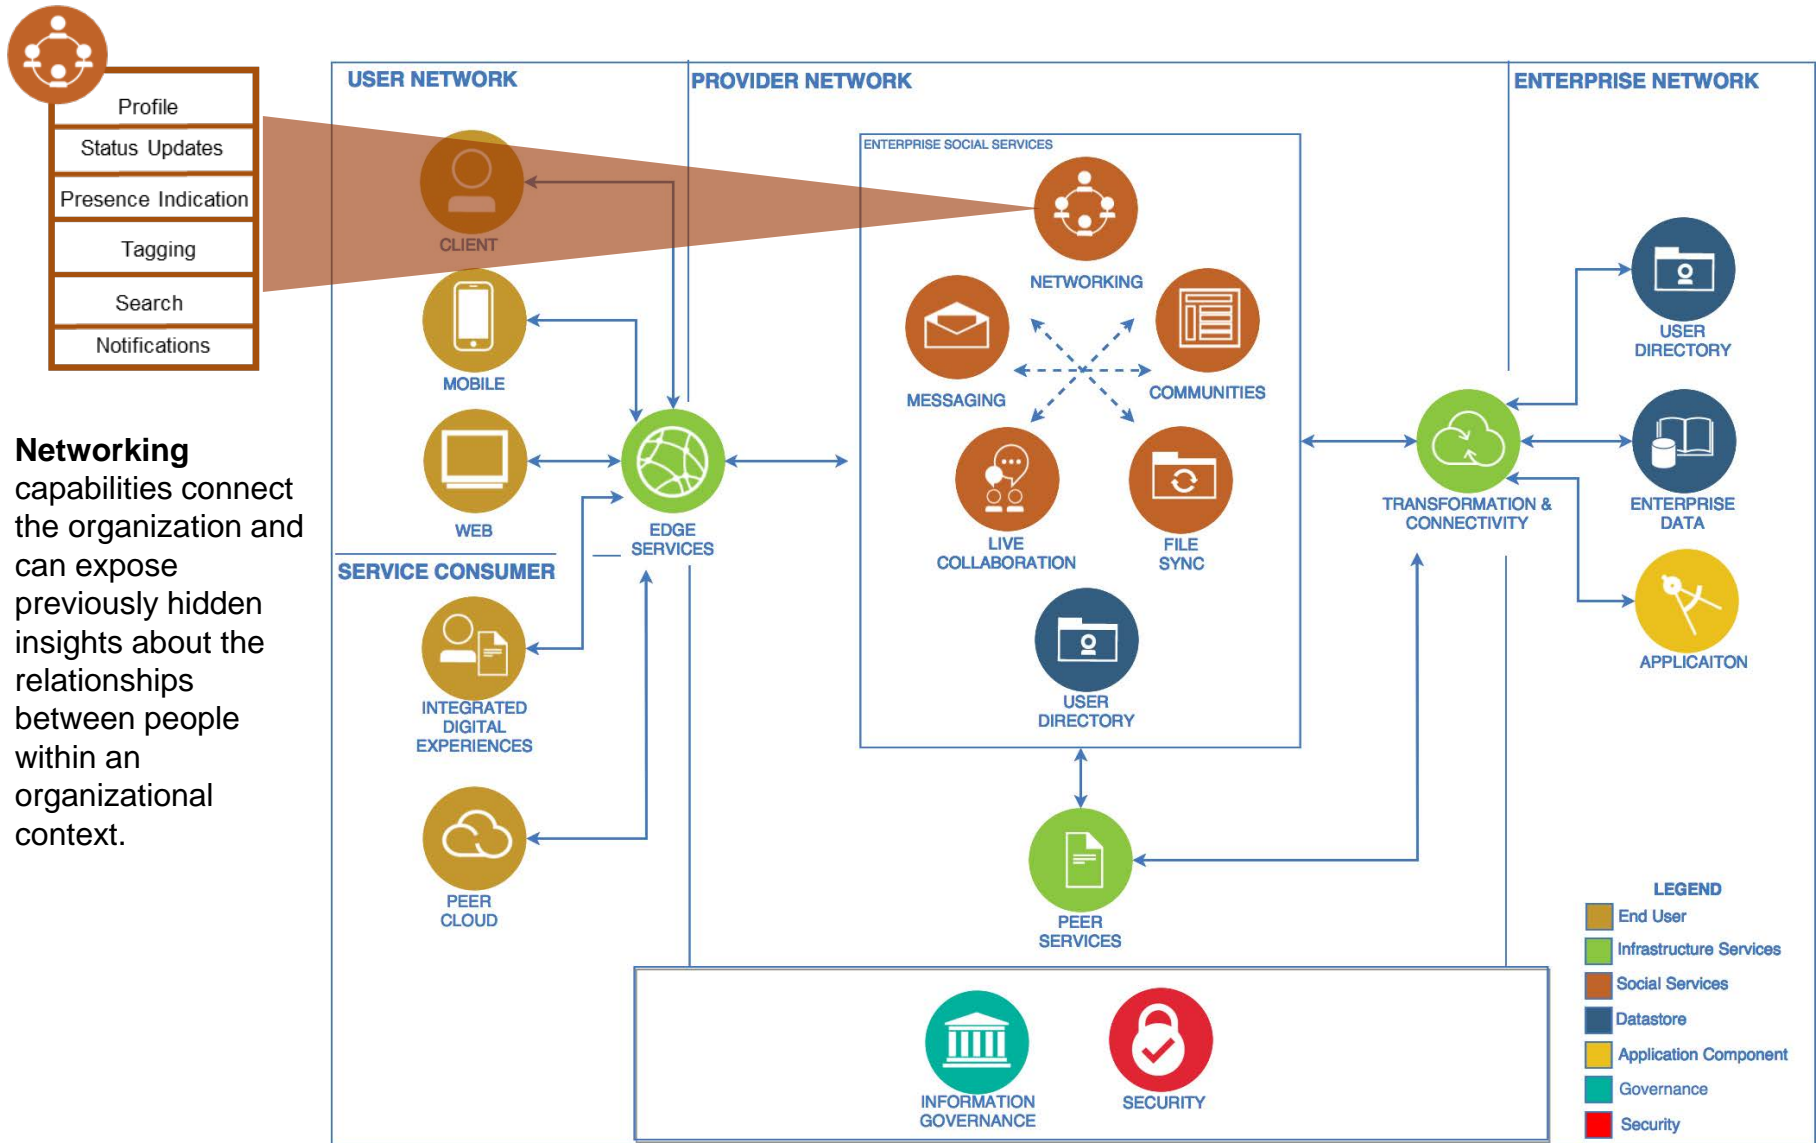 Profile
Status Updates
Presence Indication
Tagging
Search
Notifications
Networking
capabilities connect
the organization and
can expose
previously hidden
insights about the
relationships
between people
within an
organizational
context.
USER NETWORK
CLIENT
MOBILE
WEB
SERVICE CONSUMER
INTEGRATED
DIGITAL
EXPERIENCES
PEER
CLOUD
EDGE
SERVICES
PROVIDER NETWORK
ENTERPRISE SOCIAL SERVICES
NETWORKING
MESSAGING
COMMUNITIES
LIVE
COLLABORATION
FILE
SYNC
USER
DIRECTORY
PEER
SERVICES
TRANSFORMATION &
CONNECTIVITY
ENTERPRISE NETWORK
USER
DIRECTORY
ENTERPRISE
DATA
APPLICAITON
INFORMATION
GOVERNANCE
SECURITY
LEGEND
End User
Infrastructure Services
Social Services
Datastore
Application Component
Governance
Security